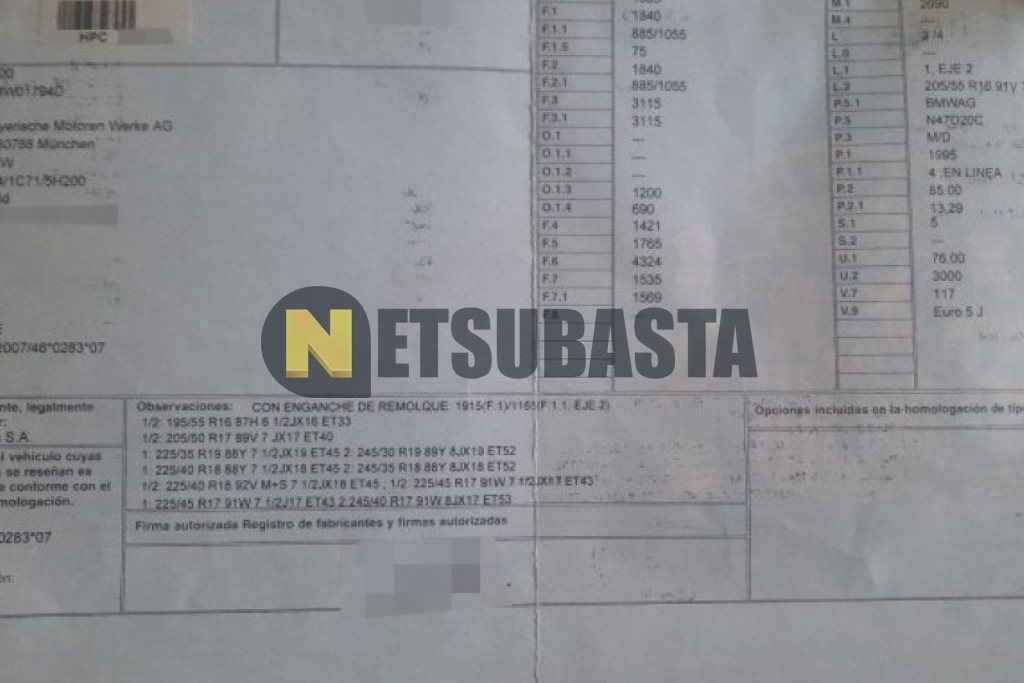 HPC
F.1 1840
F.1.1 885/1055
F.1.5 75
F.2 1840
F.2.1 885/1055
F.3 3115
F.3.1 3115
O.1 —
O.1.1 —
O.1.2 —
O.1.3 1200
O.1.4 690
F.4 1421
F.5 1765
F.6 4324
F.7 1535
F.7.1 1569
F.8
M.1 2690
M.4 —
L 2 /4
L.0 —
L.1 1, EJE 2
L.2 205/55 R16 91V 7
P.5.1 BMWAG
P.5 N47D20C
P.3 M/D
P.1 1995
P.1.1 4 ,EN LINEA
P.2 85.00
P.2.1 13,29
S.1 5
S.2 —
U.1 76,00
U.2 3000
V.7 117
V.9 Euro 5 J
yerische Motoren Werke AG
München
/1C71/5H200
2007/46*0283*07
NETSUBASTA
nte, legalmente
r:
S.A.
l vehículo cuyas
se reseñan es
e conforme con el
mologación.
0283*07
ón:
Observaciones: CON ENGANCHE DE REMOLQUE. 1915(F.1)/1165(F.1.1, EJE 2)
1/2: 195/55 R16 87H 6 1/2JX16 ET33
1/2: 205/50 R17 89V 7 JX17 ET40
1: 225/35 R19 88Y 7 1/2JX19 ET45 2: 245/30 R19 89Y 8JX19 ET52
1: 225/40 R18 88Y 7 1/2JX18 ET45 2: 245/35 R18 88Y 8JX18 ET52
1/2: 225/40 R18 92V M+S 7 1/2JX18 ET45 ; 1/2: 225/45 R17 91W 7 1/2JX17 ET43
1: 225/45 R17 91W 7 1/2J17 ET43 2:245/40 R17 91W 8JX17 ET53
Firma autorizada Registro de fabricantes y firmas autorizadas
Opciones incluidas en la homologación de tipo